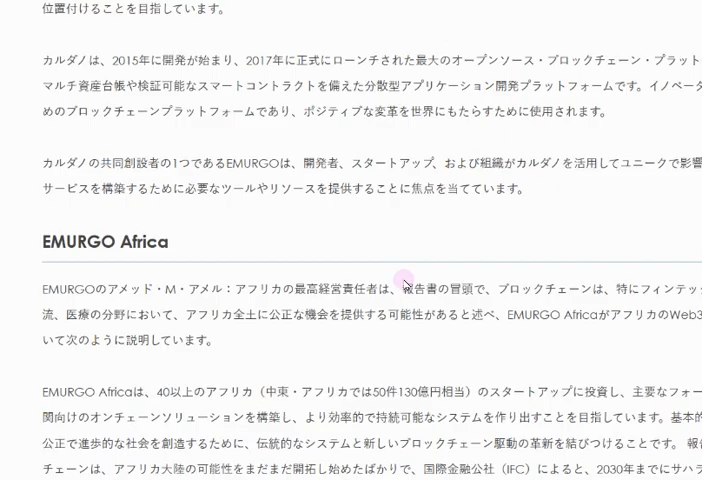 位置付けることを目指しています。
カルダノは、2015年に開発が始まり、2017年に正式にローンチされた最大のオープンソース・ブロックチェーン・プラット
マルチ資産台帳や検証可能なスマートコントラクトを備えた分散型アプリケーション開発プラットフォームです。イノベータ
めのブロックチェーンプラットフォームであり、ポジティブな変革を世界にもたらすために使用されます。
カルダノの共同創設者の1つであるEMURGOは、開発者、スタートアップ、および組織がカルダノを活用してユニークで影響
サービスを構築するために必要なツールやリソースを提供することに焦点を当てています。
EMURGO Africa
EMURGOのアメッド・M・アメル：アフリカの最高経営責任者は、報告書の冒頭で、ブロックチェーンは、特にフィンテッ
流、医療の分野において、アフリカ全土に公正な機会を提供する可能性があると述べ、EMURGO AfricaがアフリカのWeb3
いて次のように説明しています。
EMURGO Africaは、40以上のアフリカ（中東・アフリカでは50件130億円相当）のスタートアップに投資し、主要なフォー
関向けのオンチェーンソリューションを構築し、より効率的で持続可能なシステムを作り出すことを目指しています。基本的
公正で進歩的な社会を創造するために、伝統的なシステムと新しいブロックチェーン駆動の革新を結びつけることです。 報告
チェーンは、アフリカ大陸の可能性をまだまだ開拓し始めたばかりで、国際金融公社（IFC）によると、2030年までにサハラ